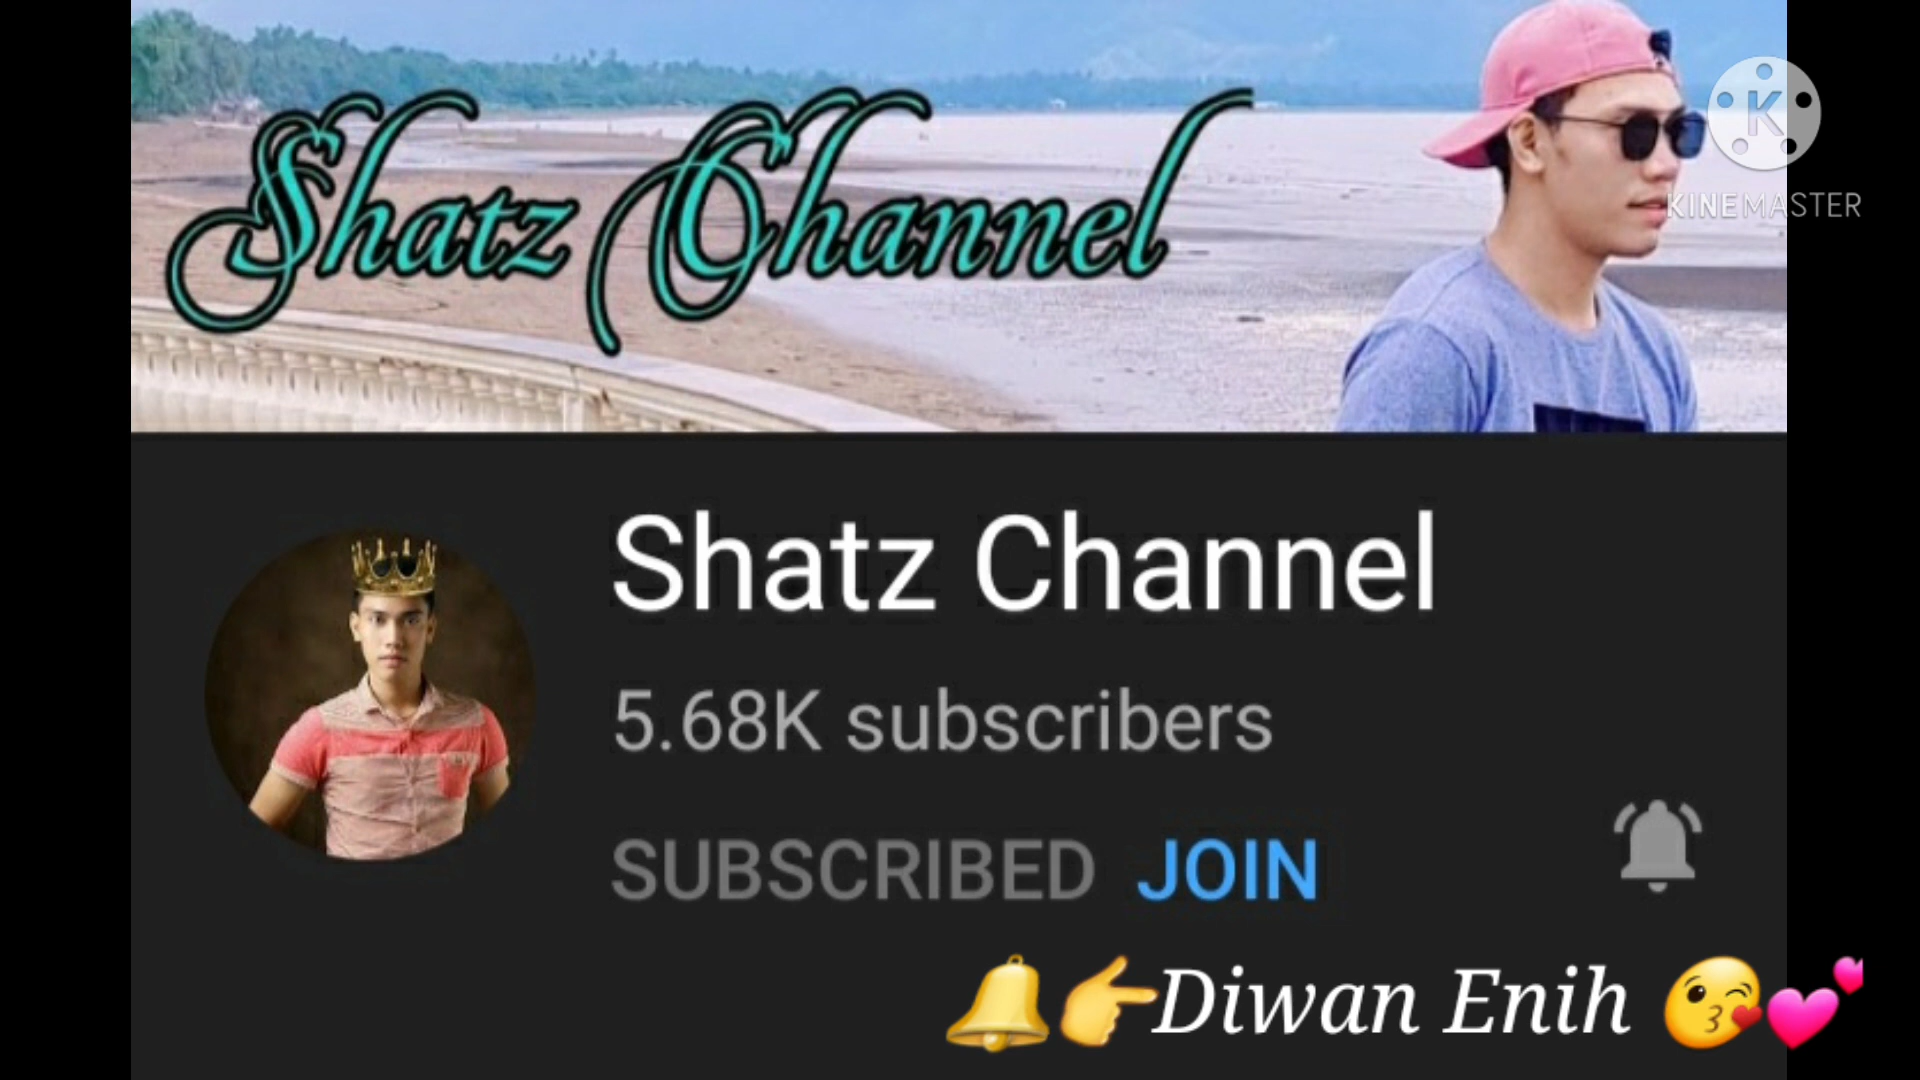 Shatz Channel
K
KINEMASTER
Shatz Channel
5.68K subscribers
SUBSCRIBED JOIN
🔔👉Diwan Enih 😘💕